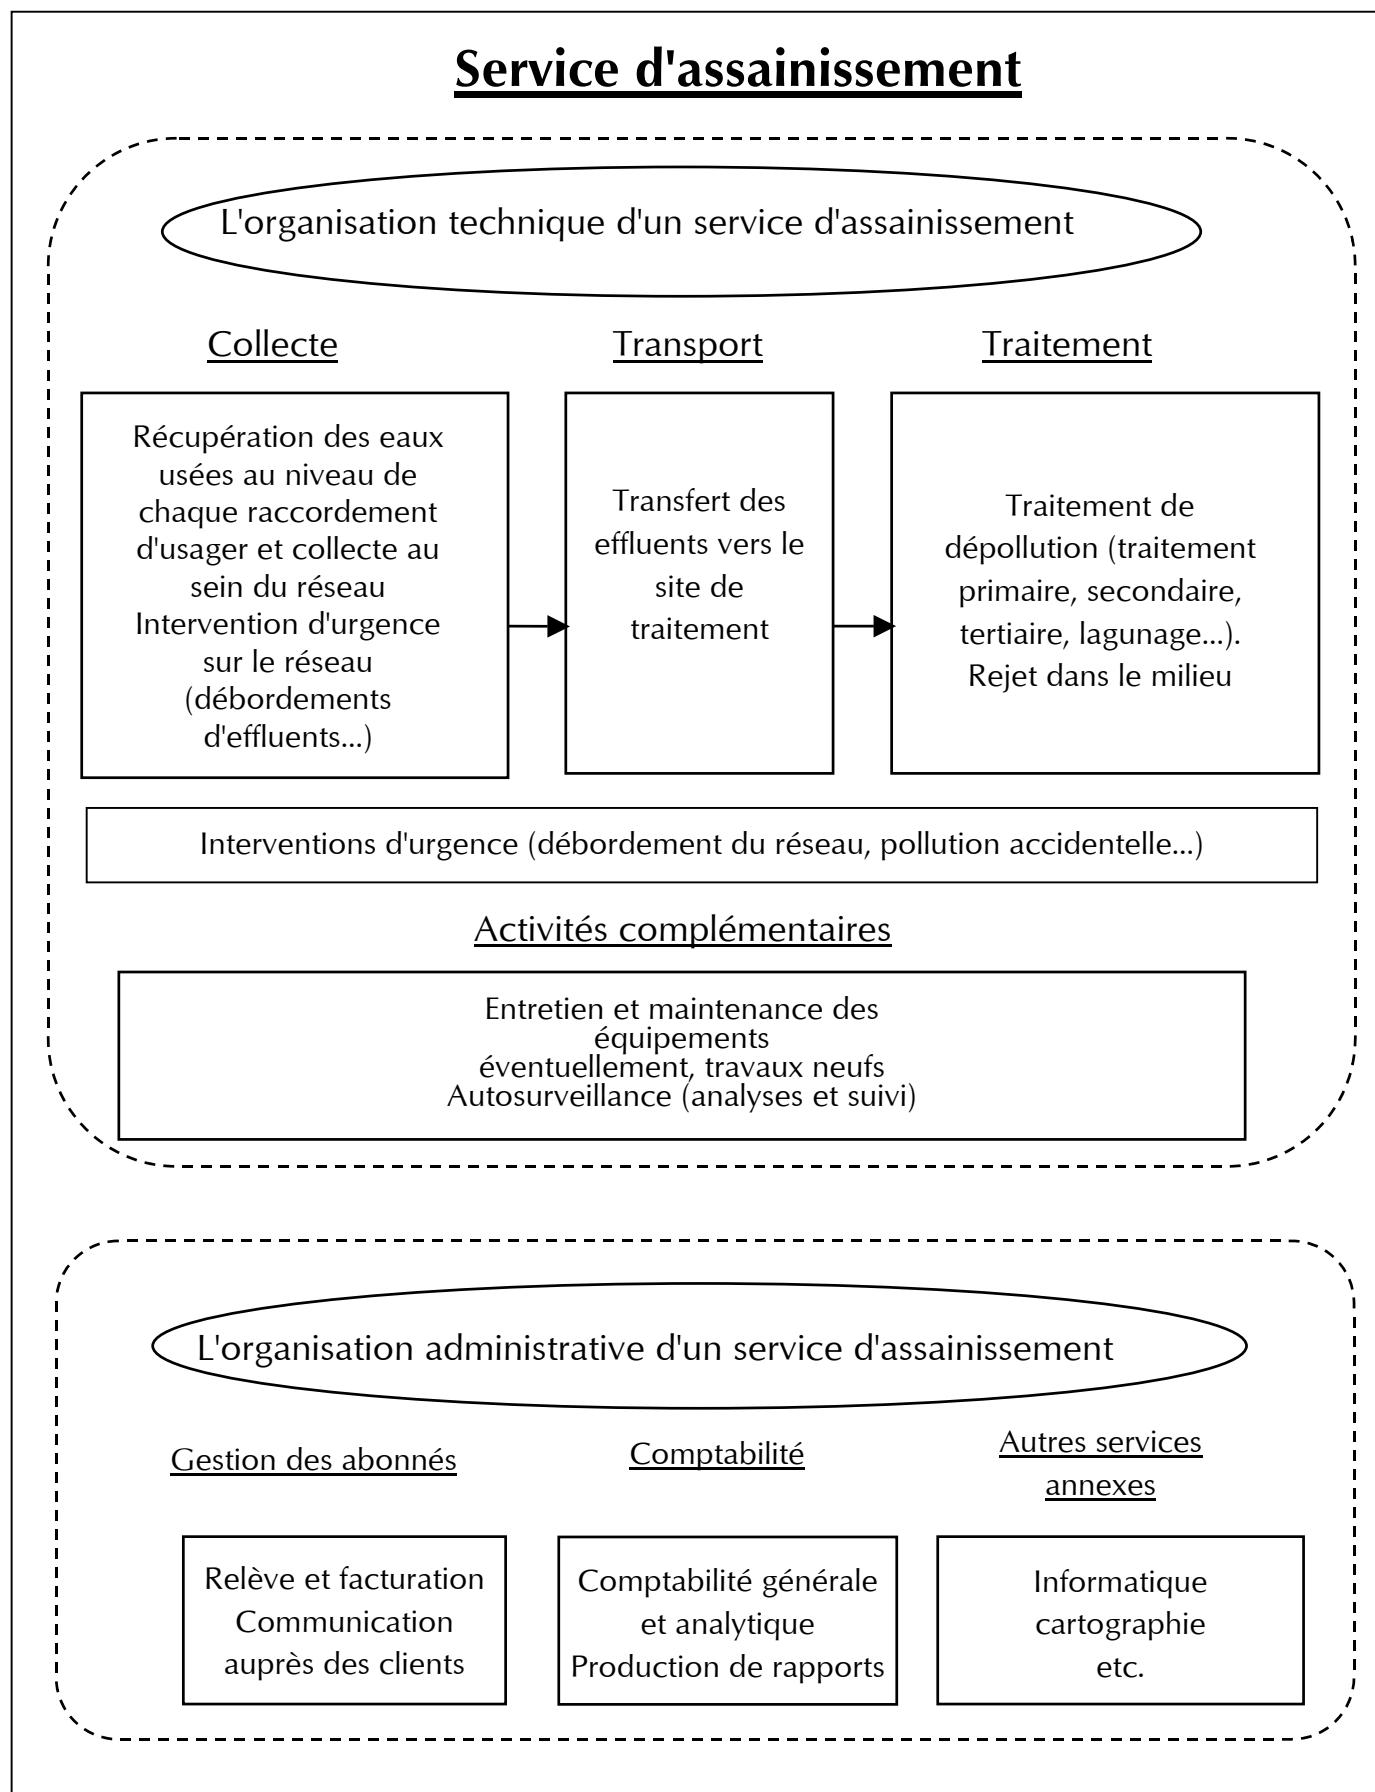 Service d'assainissement
L'organisation technique d'un service d'assainissement
Collecte
Récupération des eaux
usées au niveau de
chaque raccordement
d'usager et collecte au
sein du réseau
Intervention d'urgence
sur le réseau
(débordements
d'effluents...)
Transport
Transfert des
effluents vers le
site de
traitement
Traitement
Traitement de
dépollution (traitement
primaire, secondaire,
tertiaire, lagunage...).
Rejet dans le milieu
Interventions d'urgence (débordement du réseau, pollution accidentelle...)
Activités complémentaires
Entretien et maintenance des
équipements
éventuellement, travaux neufs
Autosurveillance (analyses et suivi)
L'organisation administrative d'un service d'assainissement
Gestion des abonnés
Relève et facturation
Communication
auprès des clients
Comptabilité
Comptabilité générale
et analytique
Production de rapports
Autres services
annexes
Informatique
cartographie
etc.